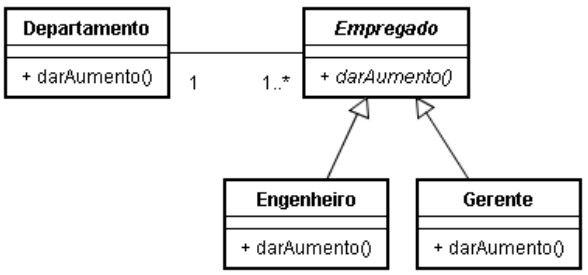 Departamento
+ darAumento()
1
1..*
Empregado
+ darAumento()
Engenheiro
+ darAumento()
Gerente
+ darAumento()